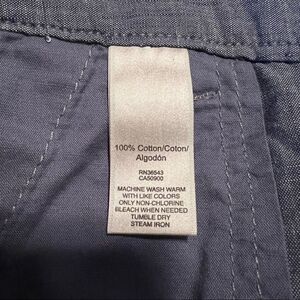 100% Cotton/Coton/
Algodón
RN36543
CA50900
MACHINE WASH WARM
WITH LIKE COLORS
ONLY NON-CHLORINE
BLEACH WHEN NEEDED
TUMBLE DRY
STEAM IRON